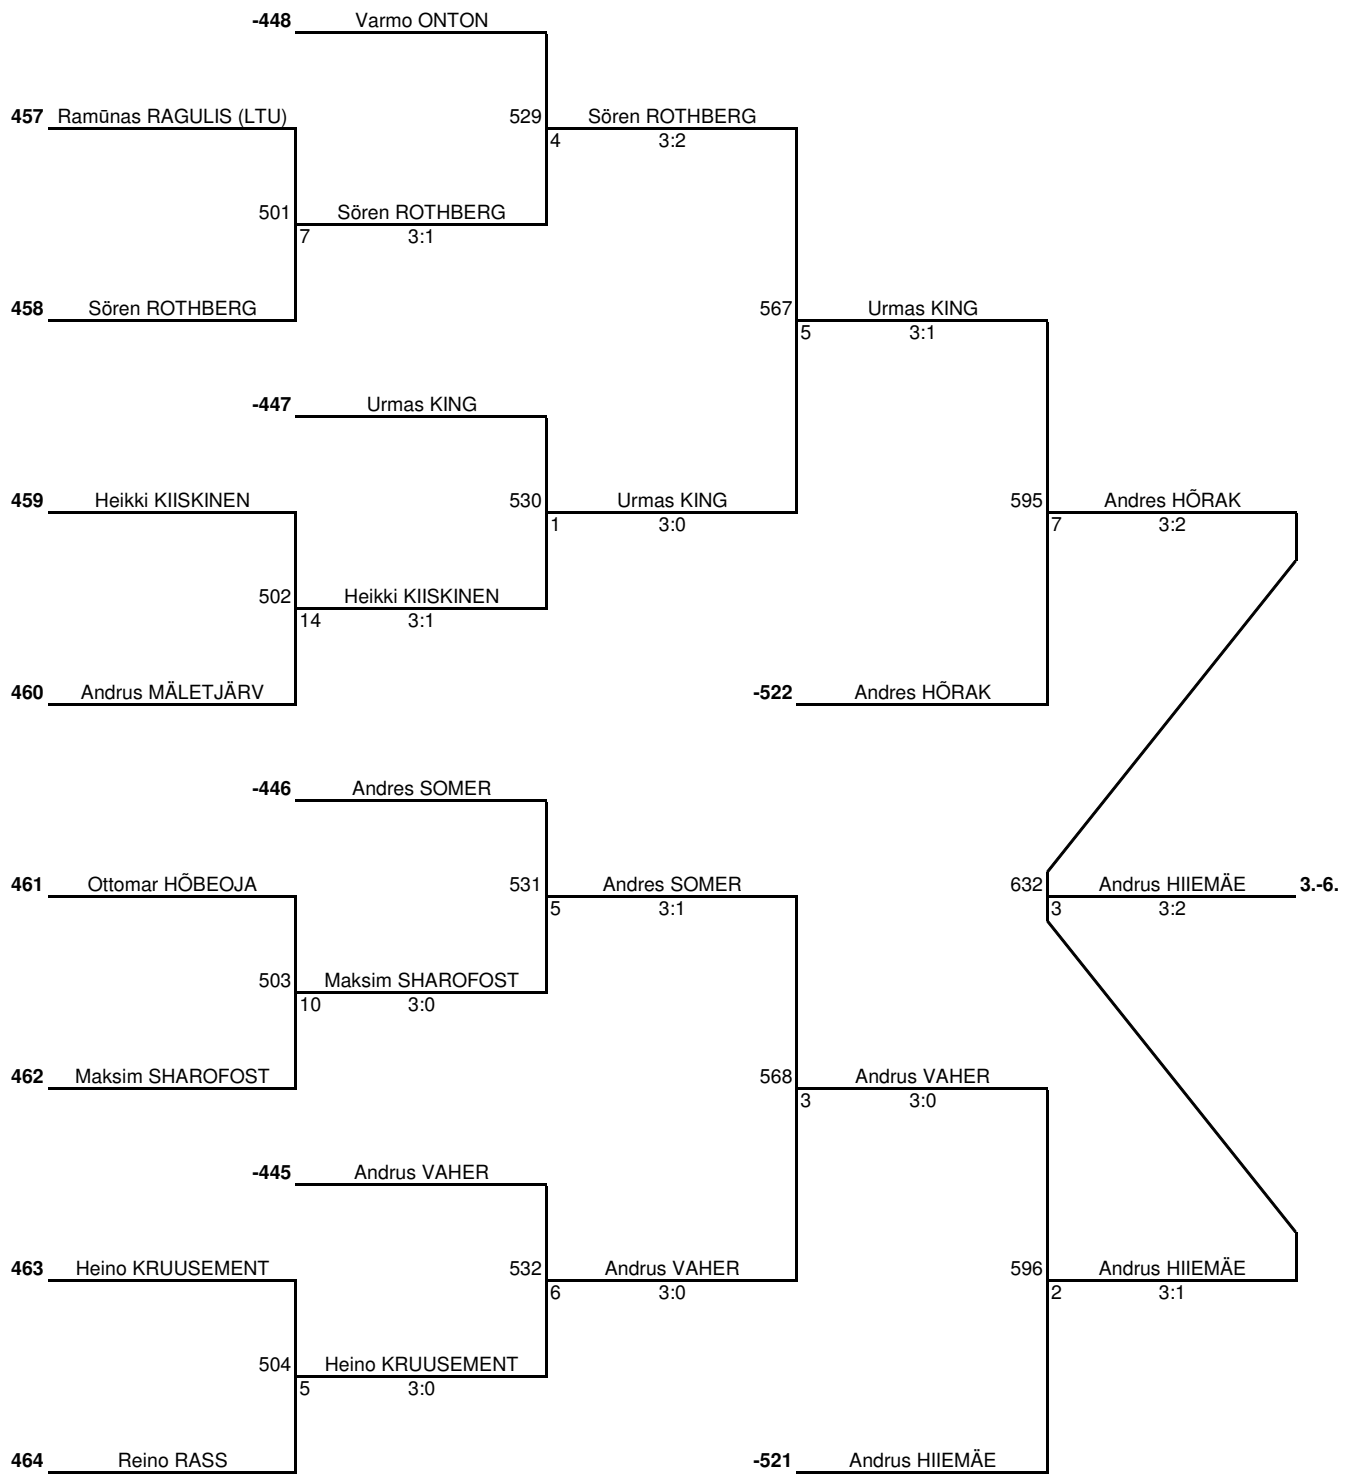 -448 Varmo ONTON
457 Ramūnas RAGULIS (LTU) 529 Sören ROTHBERG
4 3:2
501 Sören ROTHBERG
7 3:1
458 Sören ROTHBERG 567 Urmas KING
5 3:1
-447 Urmas KING
459 Heikki KIISKINEN 530 Urmas KING 595 Andres HÕRAK
1 3:0 7 3:2
502 Heikki KIISKINEN
14 3:1
460 Andrus MÄLETJÄRV -522 Andres HÕRAK
-446 Andres SOMER
461 Ottomar HÕBEOJA 531 Andres SOMER 632 Andrus HIIEMÄE 3.-6.
5 3:1 3 3:2
503 Maksim SHAROFOST
10 3:0
462 Maksim SHAROFOST 568 Andrus VAHER
3 3:0
-445 Andrus VAHER
463 Heino KRUUSEMENT 532 Andrus VAHER 596 Andrus HIIEMÄE
6 3:0 2 3:1
504 Heino KRUUSEMENT
5 3:0
464 Reino RASS -521 Andrus HIIEMÄE